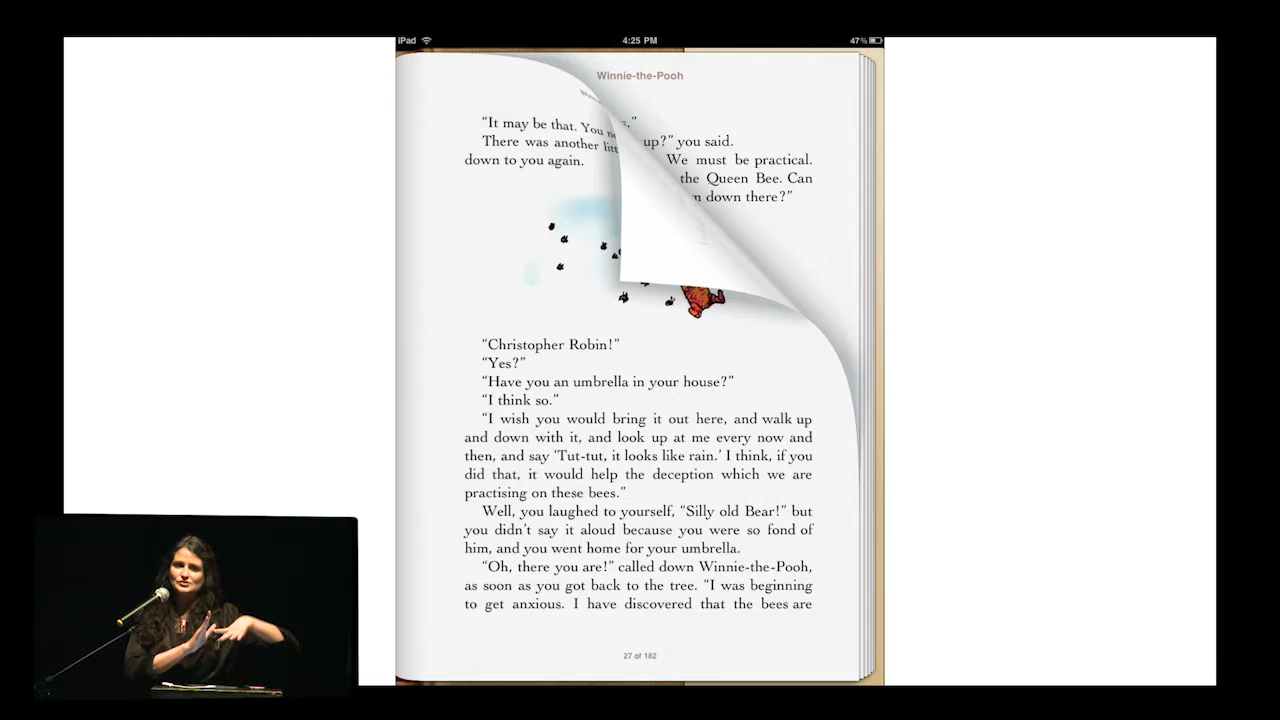 iPad 4:25 PM 47%
Winnie-the-Pooh
“It may be that. You s.”
There was another up?” you said.
down to you again. We must be practical.
the Queen Bee. Can
down there?”
“Christopher Robin!”
“Yes?”
“Have you an umbrella in your house?”
“I think so.”
“I wish you would bring it out here, and walk up
and down with it, and look up at me every now and
then, and say ‘Tut-tut, it looks like rain.’ I think, if you
did that, it would help the deception which we are
practising on these bees.”
Well, you laughed to yourself, “Silly old Bear!” but
you didn’t say it aloud because you were so fond of
him, and you went home for your umbrella.
“Oh, there you are!” called down Winnie-the-Pooh,
as soon as you got back to the tree. “I was beginning
to get anxious. I have discovered that the bees are
27 of 182